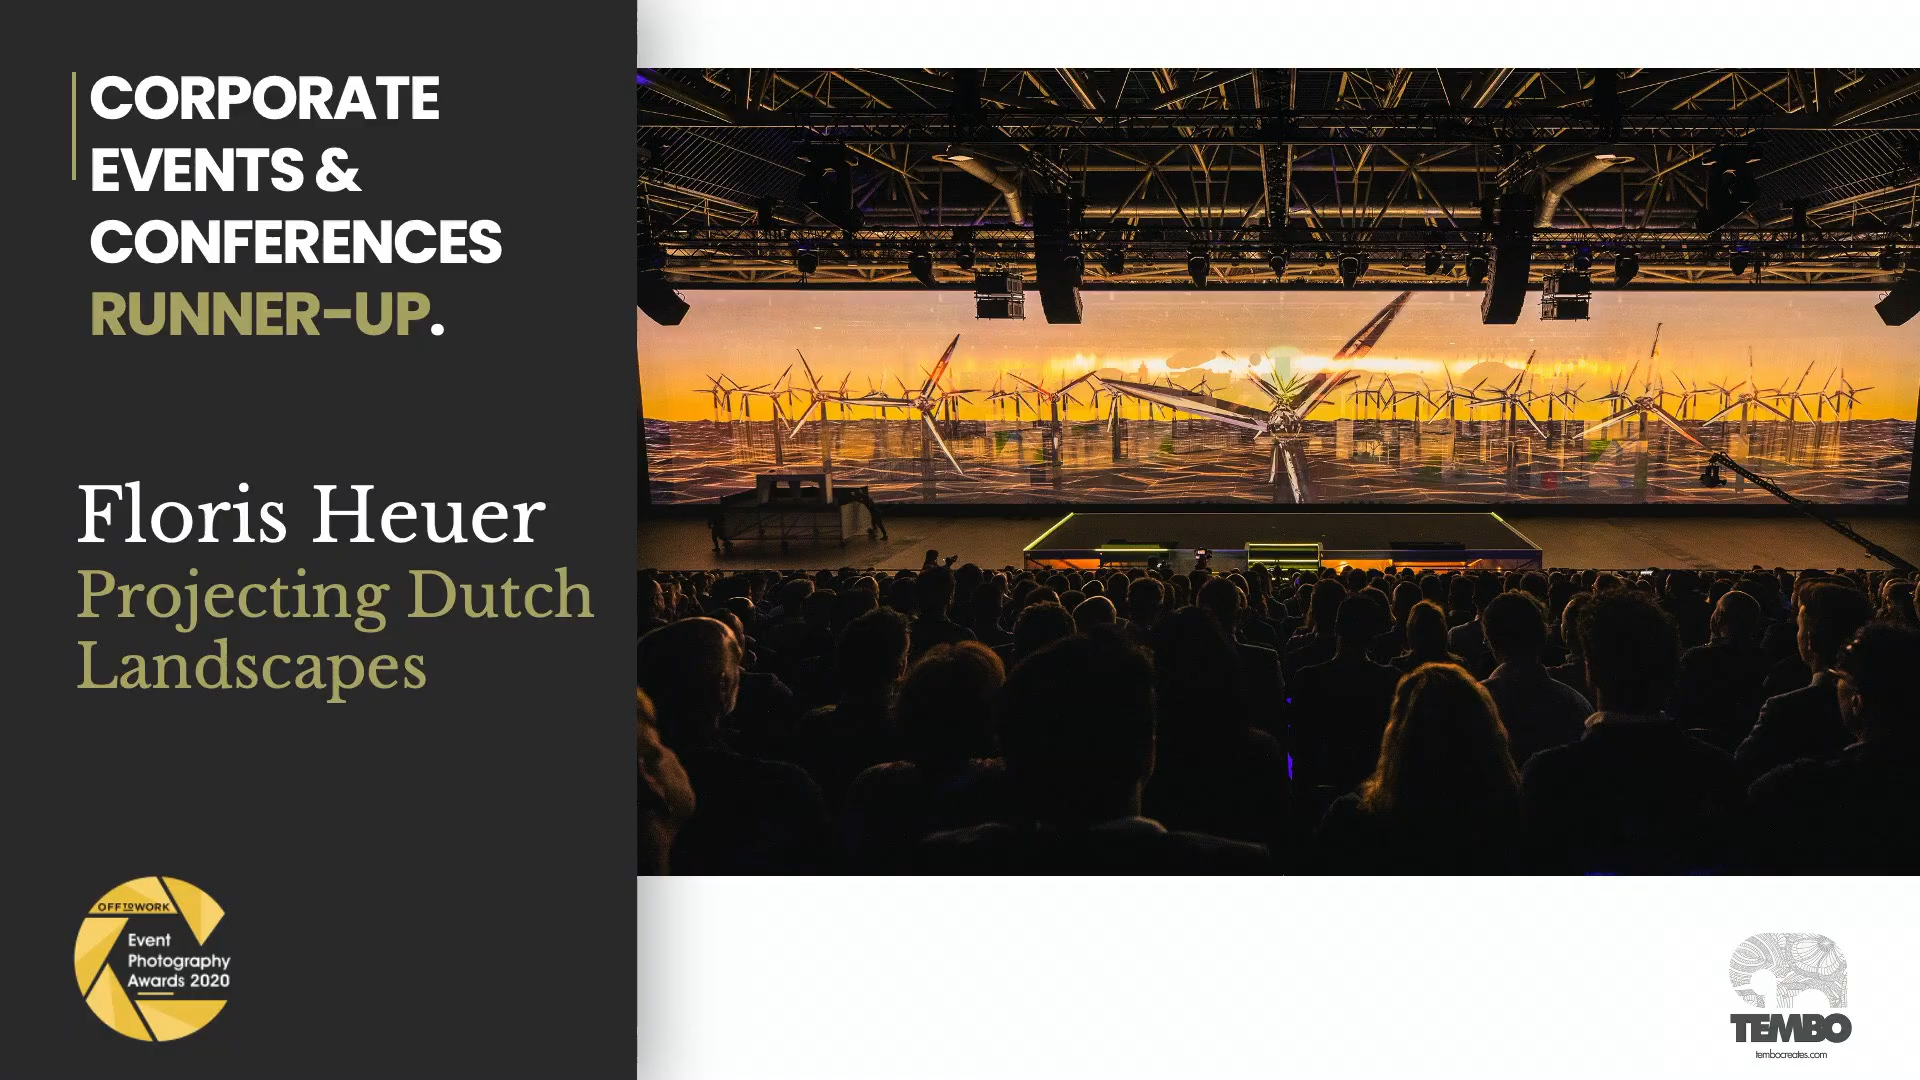 CORPORATE
EVENTS &
CONFERENCES
RUNNER-UP.
Floris Heuer
Projecting Dutch
Landscapes
OFF TO WORK
Event
Photography
Awards 2020
TEMBO
tembocreates.com